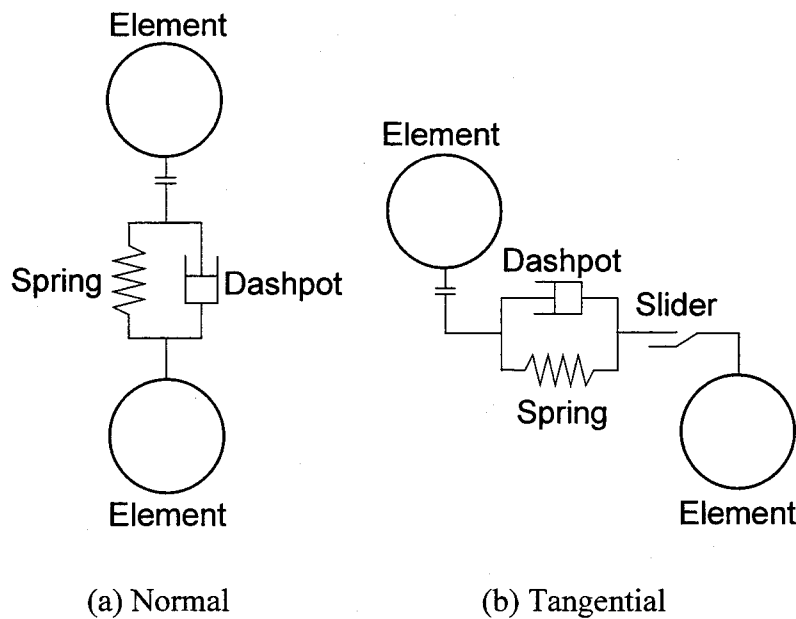 Element
Spring
Dashpot
Element
(a) Normal
Element
Dashpot
Slider
Spring
Element
(b) Tangential